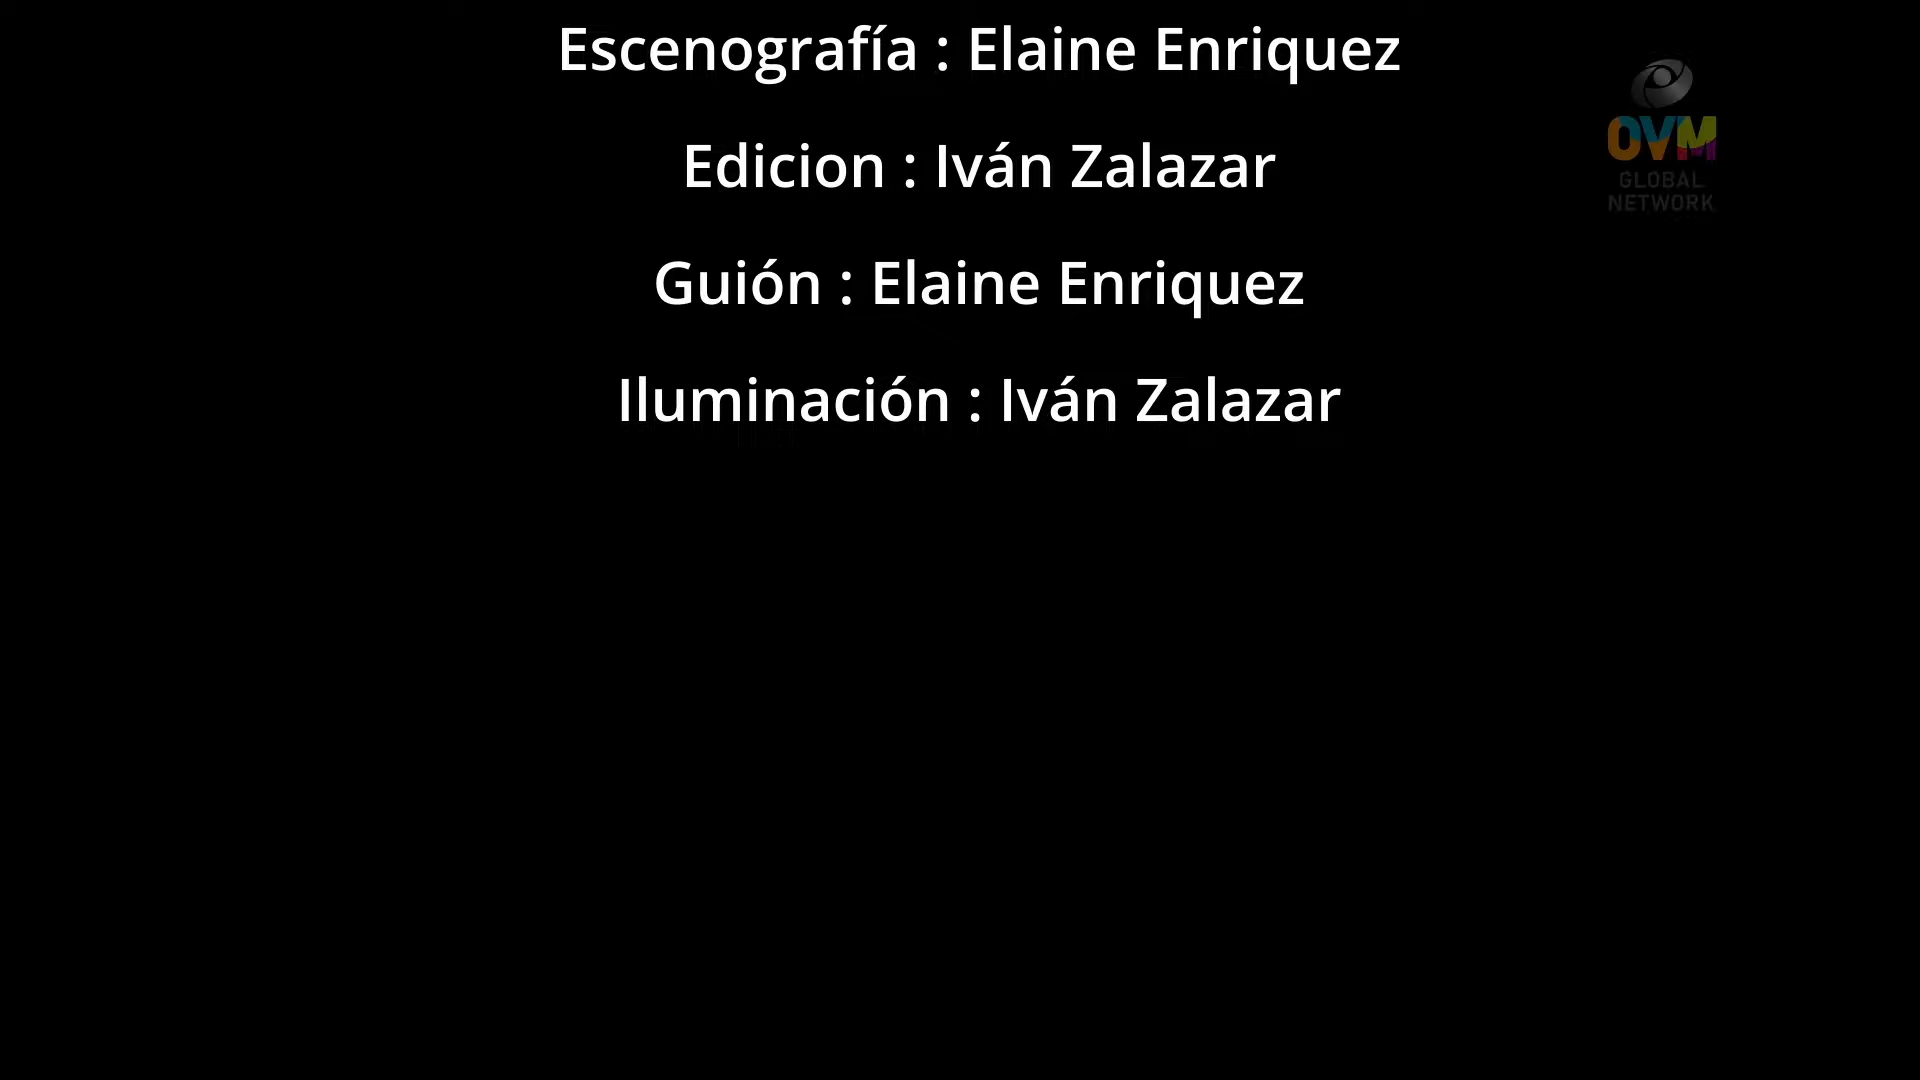 Escenografía : Elaine Enriquez
Edicion : Iván Zalazar
Guión : Elaine Enriquez
Iluminación : Iván Zalazar
OVM
GLOBAL
NETWORK